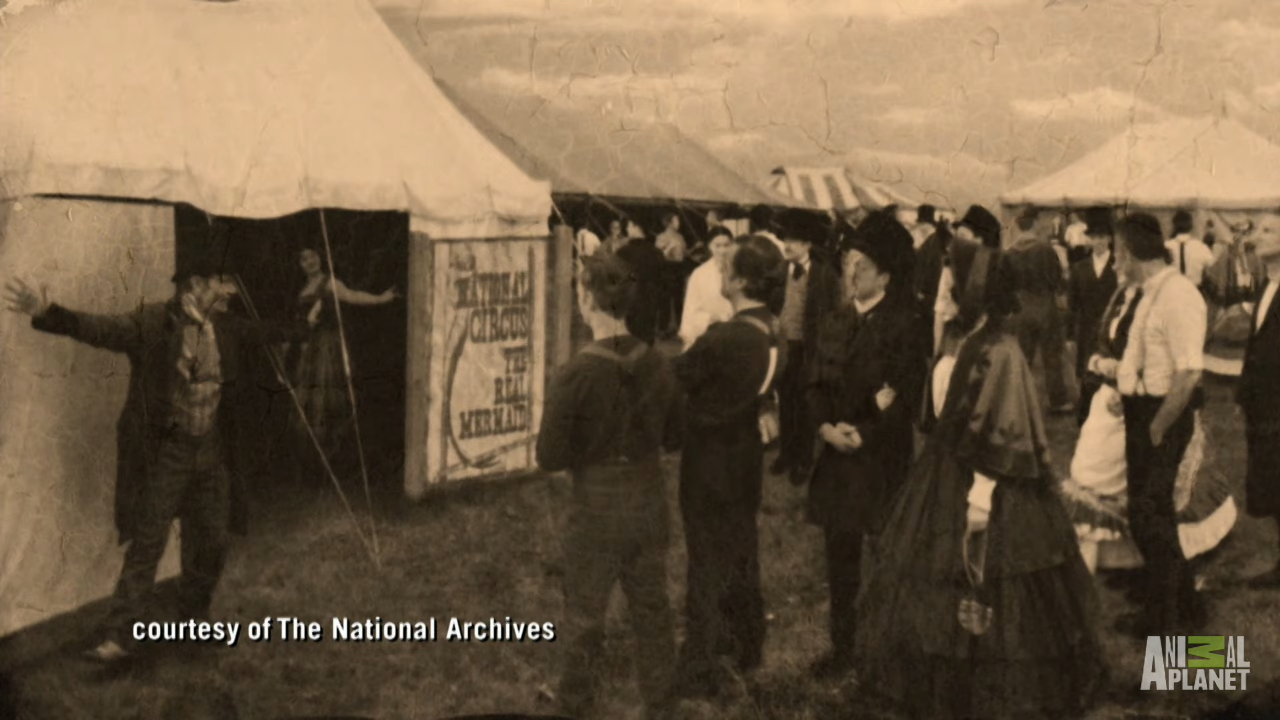 NATIONAL
CIRCUS
THE
REAL
MERMAID
courtesy of The National Archives
ANIMAL
PLANET